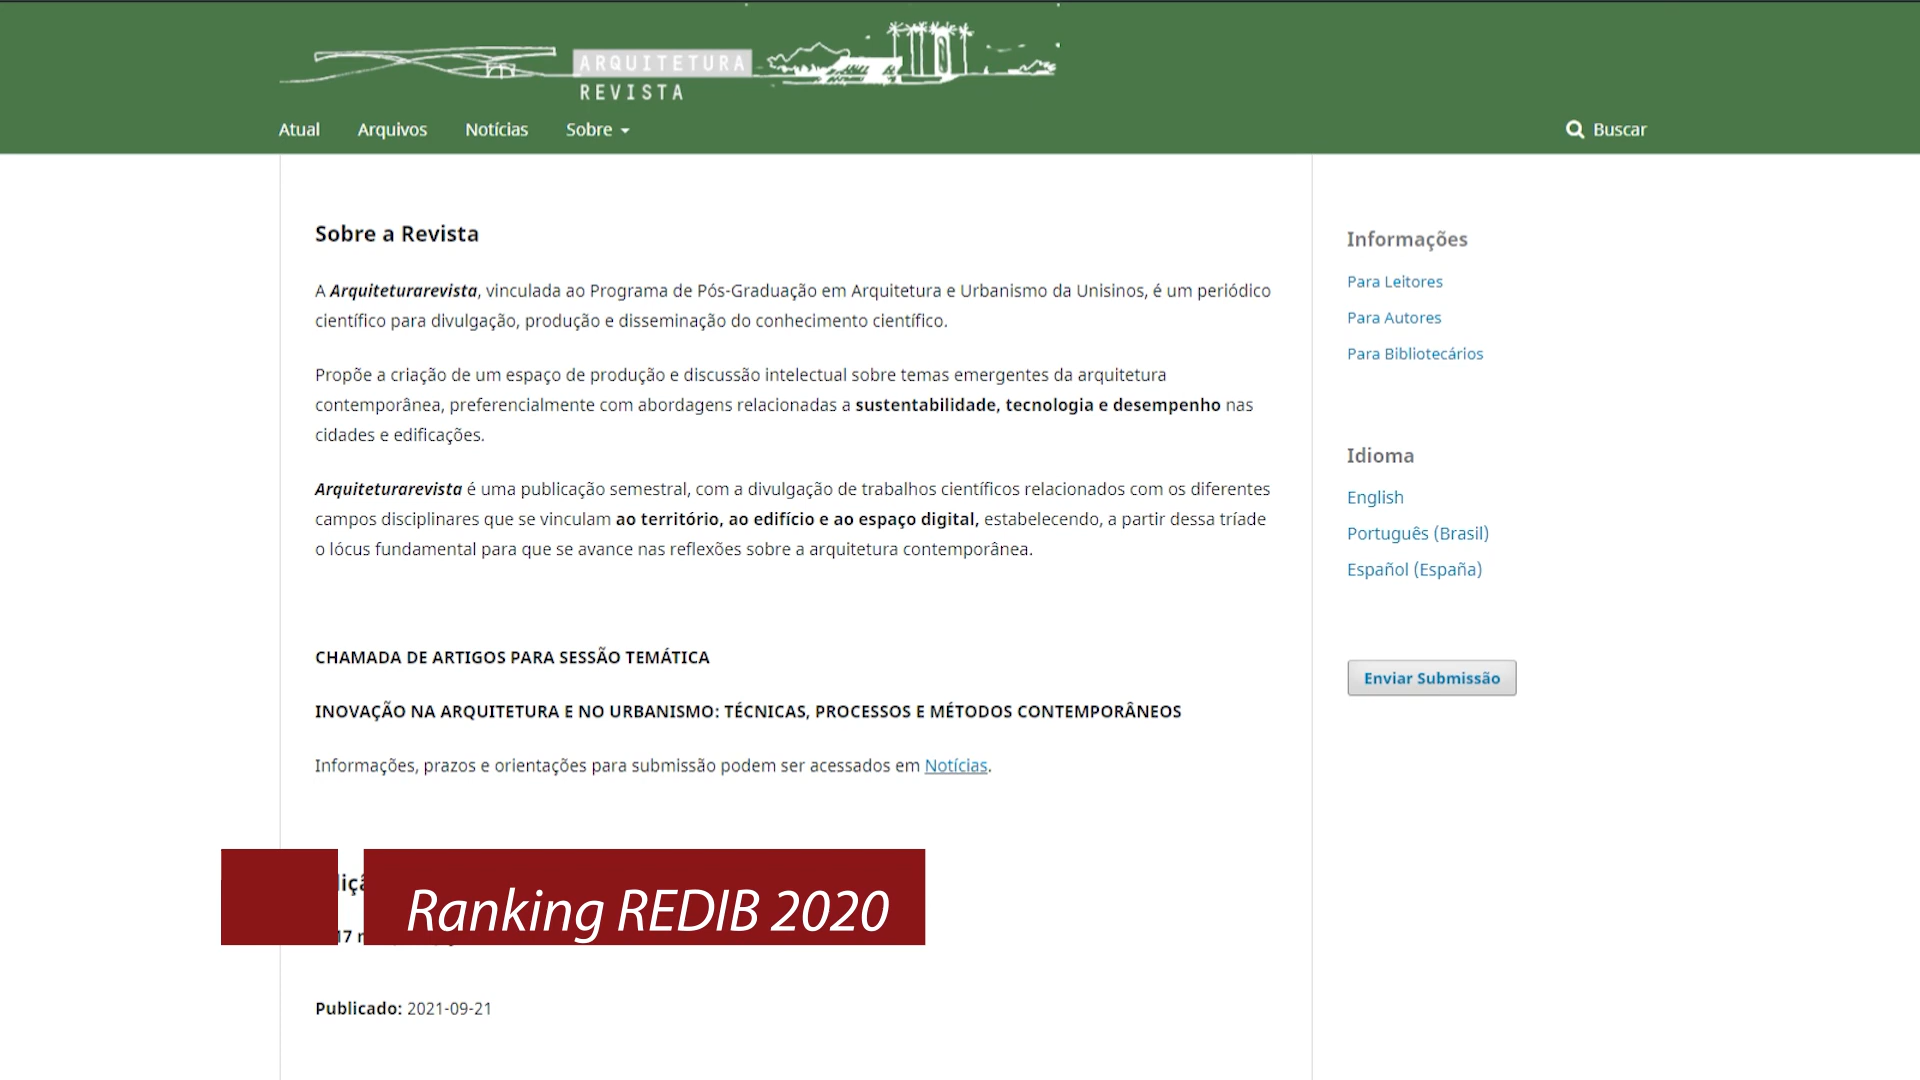 ARQUITETURA
REVISTA
Atual Arquivos Notícias Sobre
Buscar
Sobre a Revista
A Arquiteturarevista, vinculada ao Programa de Pós-Graduação em Arquitetura e Urbanismo da Unisinos, é um periódico
científico para divulgação, produção e disseminação do conhecimento científico.
Propõe a criação de um espaço de produção e discussão intelectual sobre temas emergentes da arquitetura
contemporânea, preferencialmente com abordagens relacionadas a sustentabilidade, tecnologia e desempenho nas
cidades e edificações.
Arquiteturarevista é uma publicação semestral, com a divulgação de trabalhos científicos relacionados com os diferentes
campos disciplinares que se vinculam ao território, ao edifício e ao espaço digital, estabelecendo, a partir dessa tríade
o lócus fundamental para que se avance nas reflexões sobre a arquitetura contemporânea.
CHAMADA DE ARTIGOS PARA SESSÃO TEMÁTICA
INOVAÇÃO NA ARQUITETURA E NO URBANISMO: TÉCNICAS, PROCESSOS E MÉTODOS CONTEMPORÂNEOS
Informações, prazos e orientações para submissão podem ser acessados em Notícias.
Ranking REDIB 2020
Publicado: 2021-09-21
Informações
Para Leitores
Para Autores
Para Bibliotecários
Idioma
English
Português (Brasil)
Español (España)
Enviar Submissão